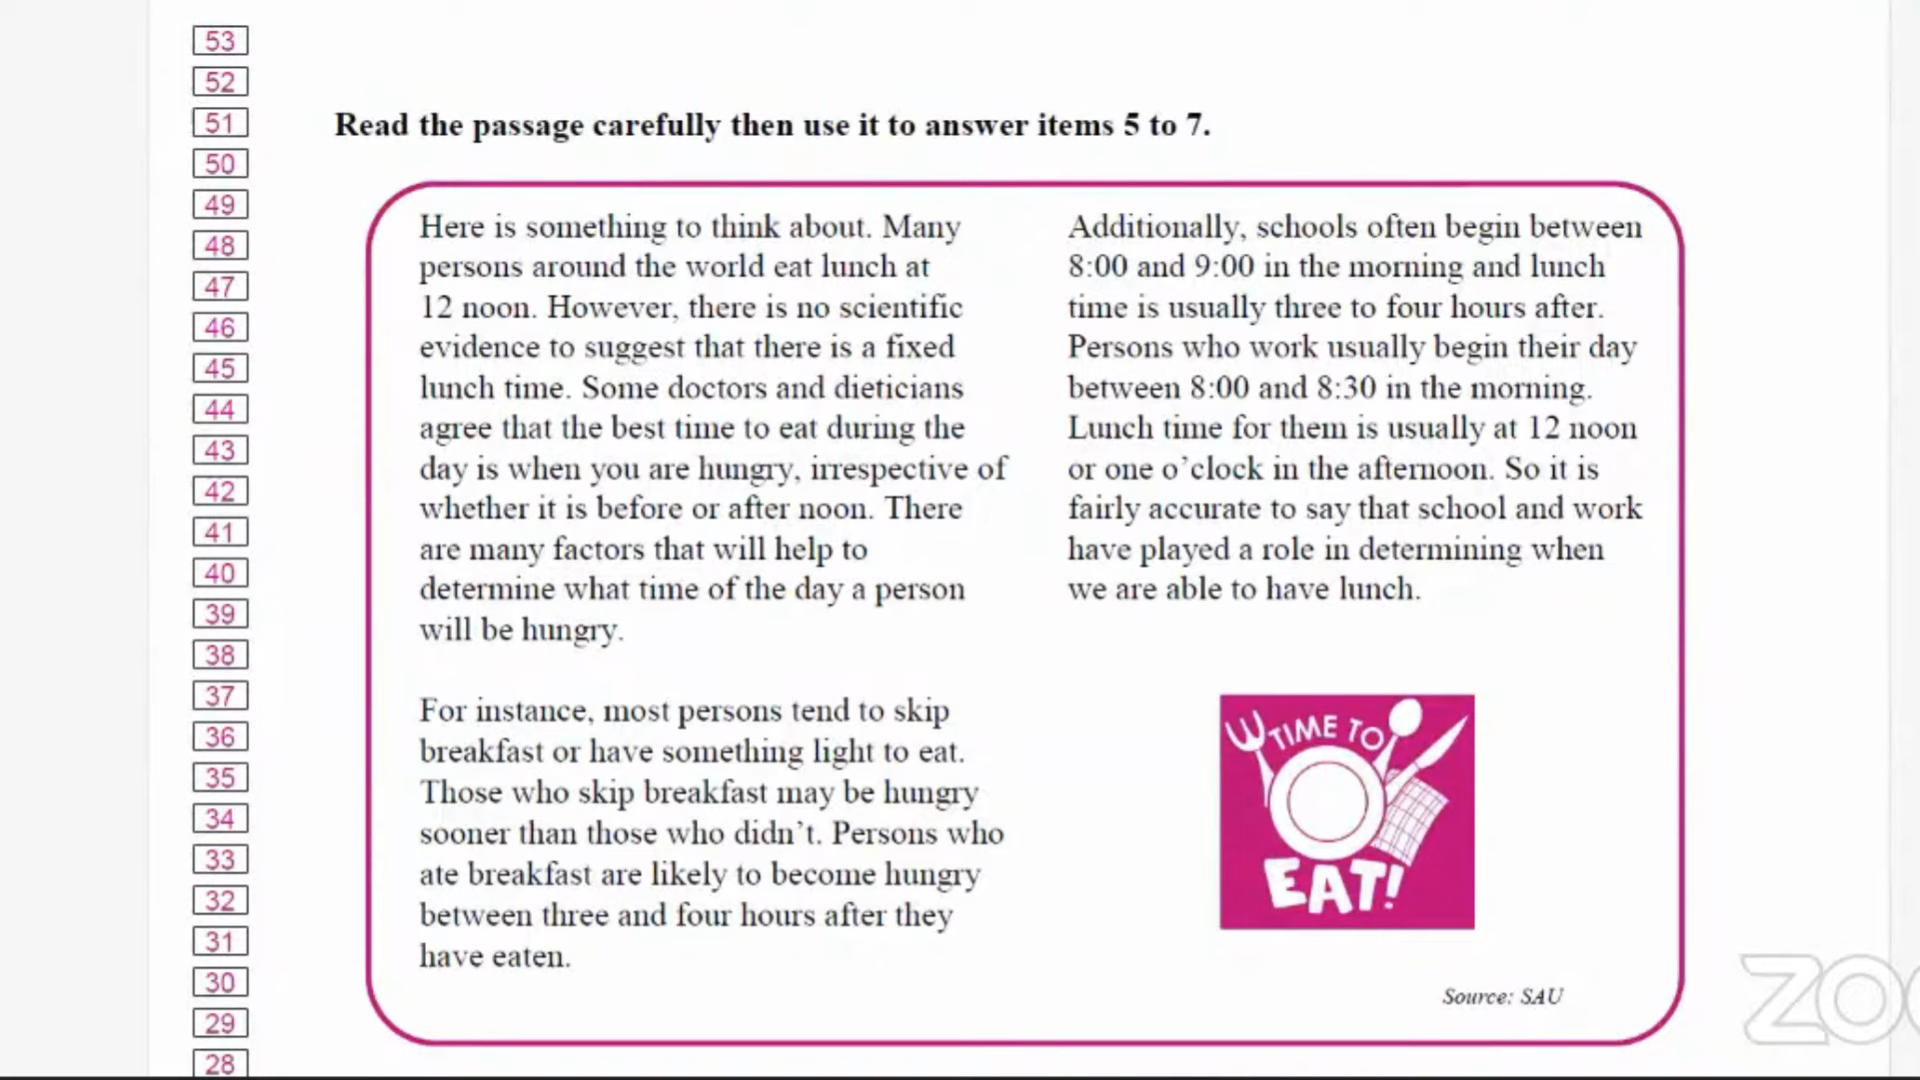 53
52
51
50
49
48
47
46
45
44
43
42
41
40
39
38
37
36
35
34
33
32
31
30
29
28
Read the passage carefully then use it to answer items 5 to 7.
Here is something to think about. Many
persons around the world eat lunch at
12 noon. However, there is no scientific
evidence to suggest that there is a fixed
lunch time. Some doctors and dieticians
agree that the best time to eat during the
day is when you are hungry, irrespective of
whether it is before or after noon. There
are many factors that will help to
determine what time of the day a person
will be hungry.
For instance, most persons tend to skip
breakfast or have something light to eat.
Those who skip breakfast may be hungry
sooner than those who didn't. Persons who
ate breakfast are likely to become hungry
between three and four hours after they
have eaten.
Additionally, schools often begin between
8:00 and 9:00 in the morning and lunch
time is usually three to four hours after.
Persons who work usually begin their day
between 8:00 and 8:30 in the morning.
Lunch time for them is usually at 12 noon
or one o'clock in the afternoon. So it is
fairly accurate to say that school and work
have played a role in determining when
we are able to have lunch.
TIME TO
EAT!
Source: SAU